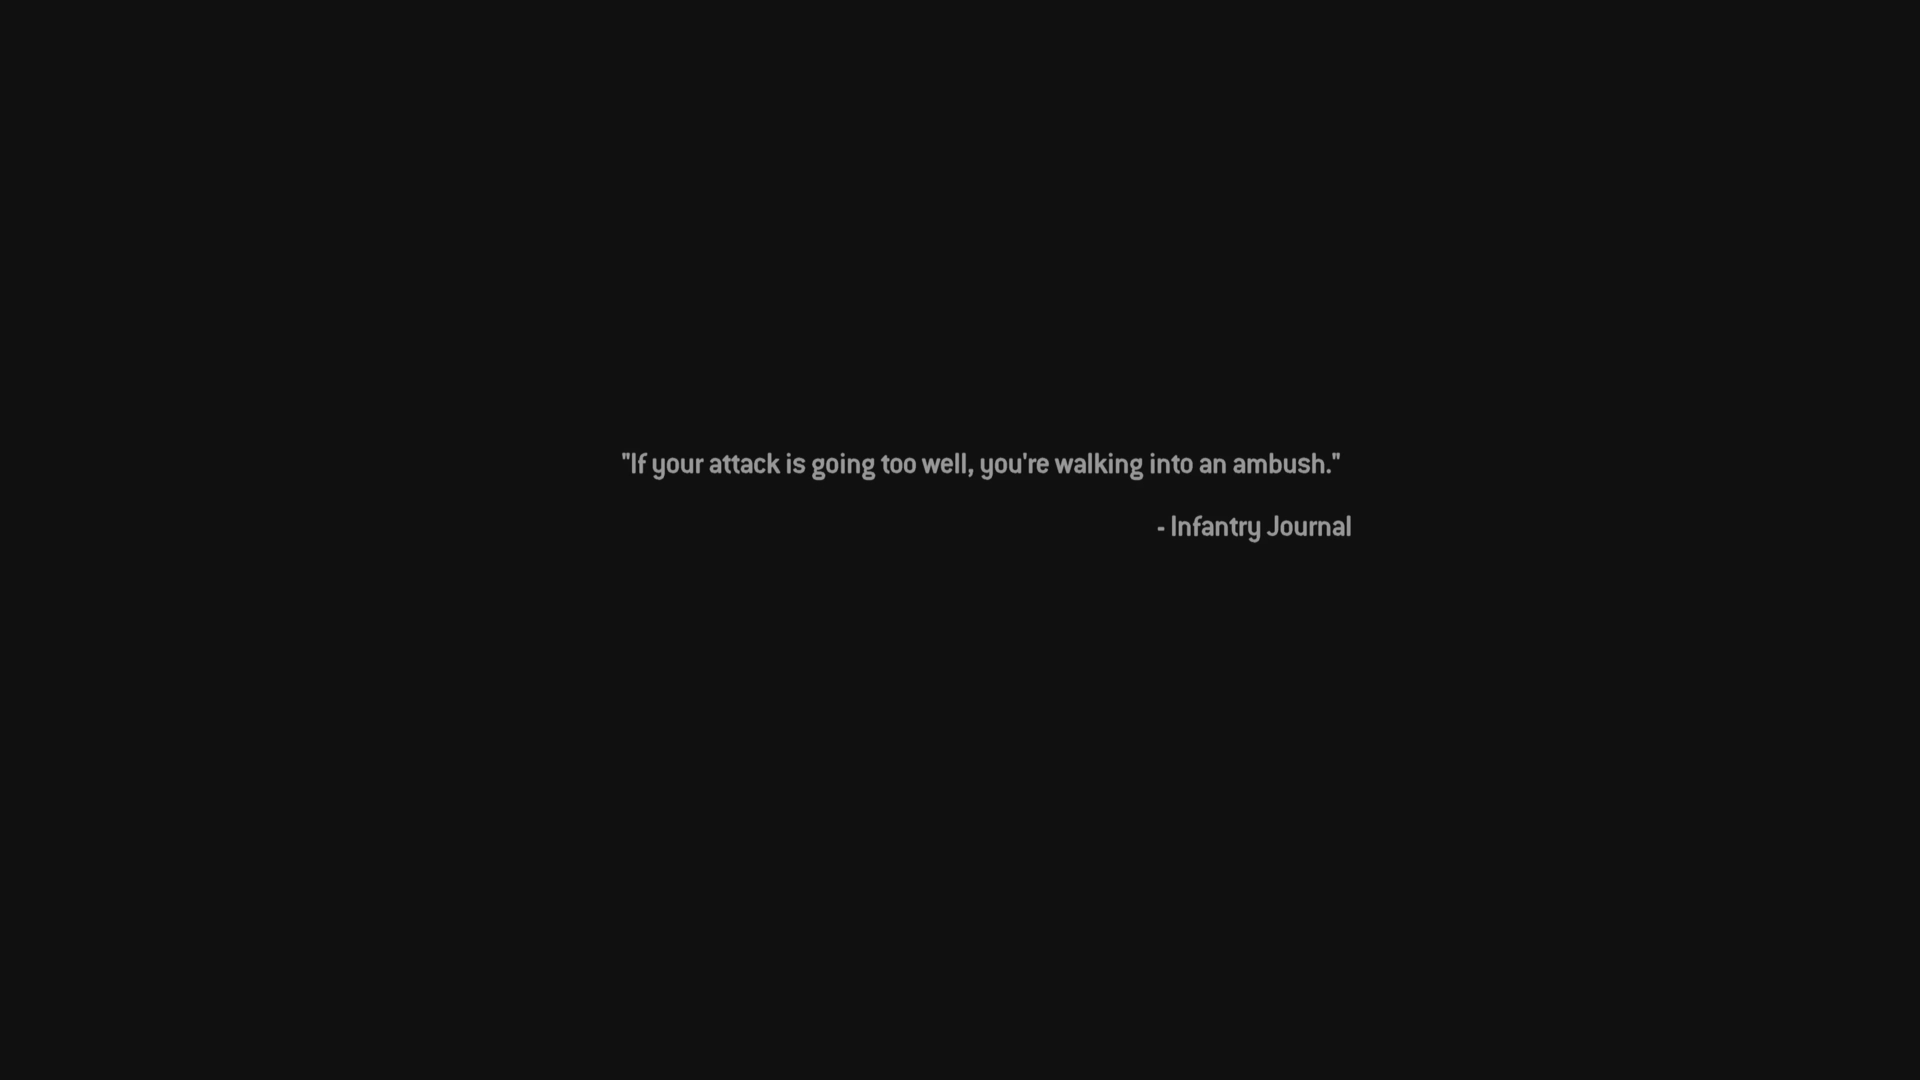 "If your attack is going too well, you're walking into an ambush."
- Infantry Journal